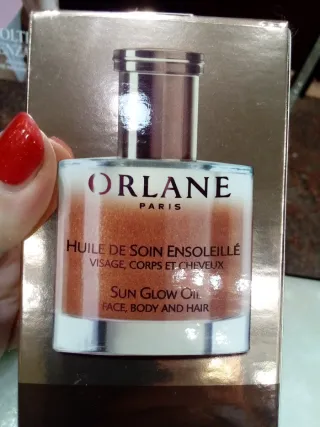 ORLANE
PARIS
HUILE DE SOIN ENSOLEILLÉ
VISAGE, CORPS ET CHEVEUX
SUN GLOW OIL
FACE, BODY AND HAIR